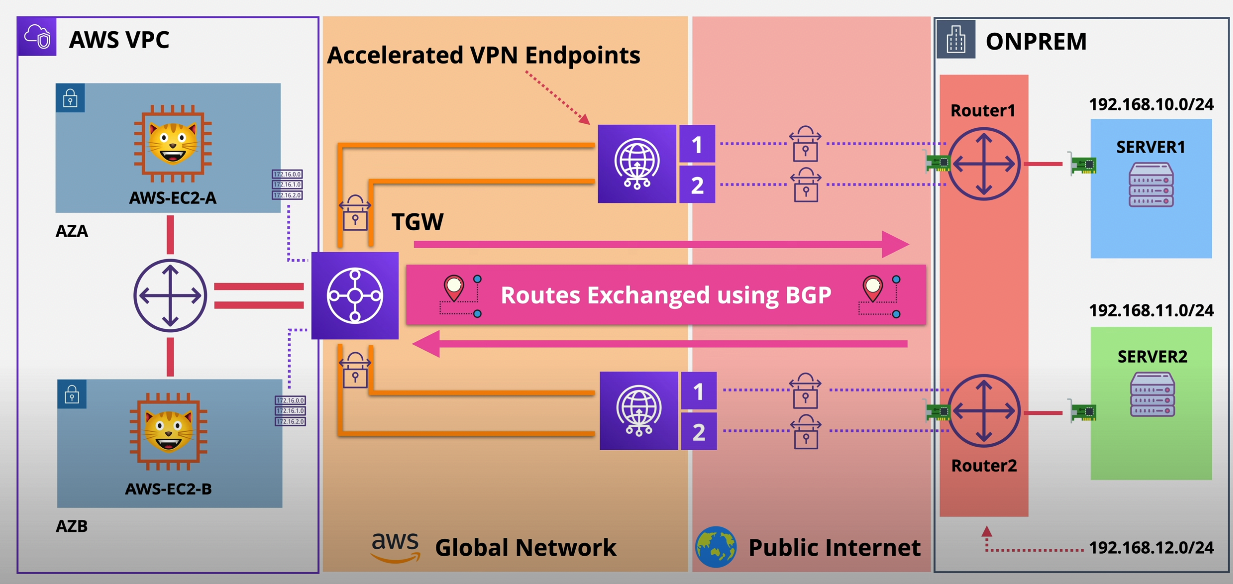 AWS VPC
Accelerated VPN Endpoints
ONPREM
AWS-EC2-A
172.16.0.0
172.16.1.0
172.16.2.0
AZA
TGW
1
2
Router1
192.168.10.0/24
SERVER1
Routes Exchanged using BGP
192.168.11.0/24
SERVER2
1
2
Router2
172.16.0.0
172.16.1.0
172.16.2.0
AWS-EC2-B
AZB
aws
Global Network
Public Internet
192.168.12.0/24